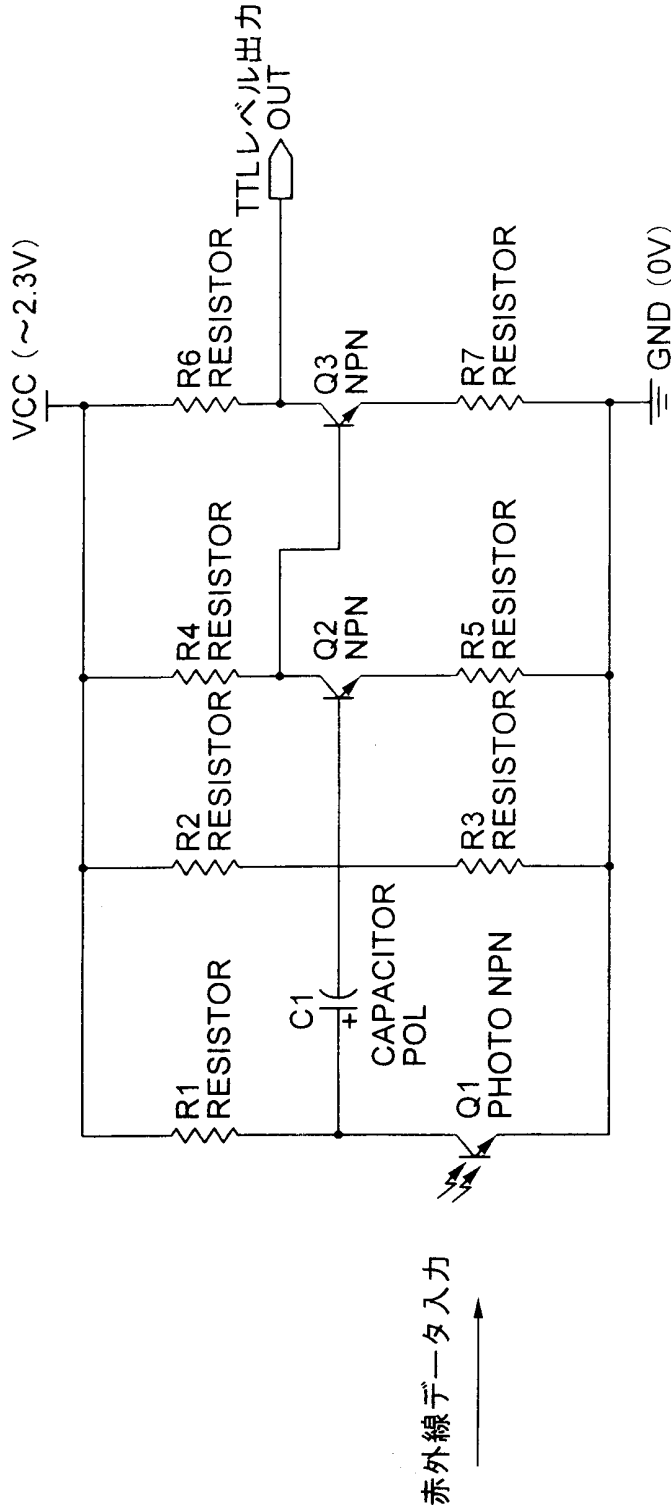 VCC (～2.3V)
R1
RESISTOR
R2
RESISTOR
R4
RESISTOR
R6
RESISTOR
TTLレベル出力
OUT
C1
+
CAPACITOR
POL
Q2
NPN
Q3
NPN
赤外線データ入力
Q1
PHOTO NPN
R3
RESISTOR
R5
RESISTOR
R7
RESISTOR
GND (0V)